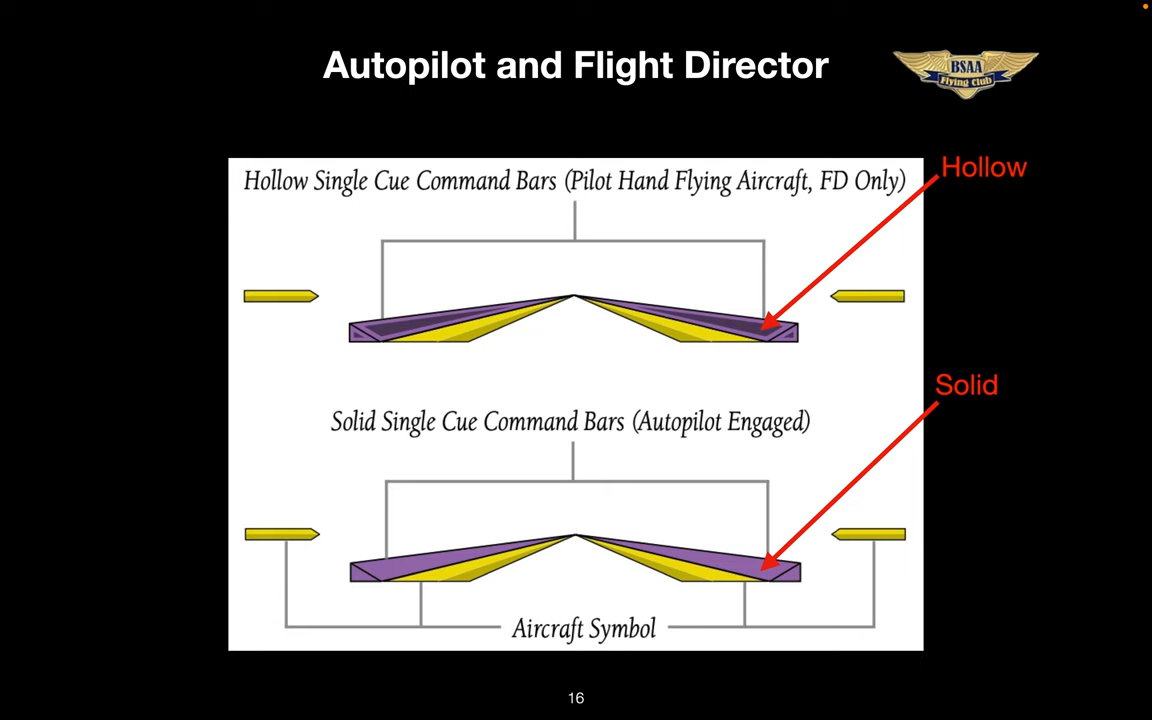 Autopilot and Flight Director
BSAA
Flying Club
Hollow
Hollow Single Cue Command Bars (Pilot Hand Flying Aircraft, FD Only)
Solid
Solid Single Cue Command Bars (Autopilot Engaged)
Aircraft Symbol
16